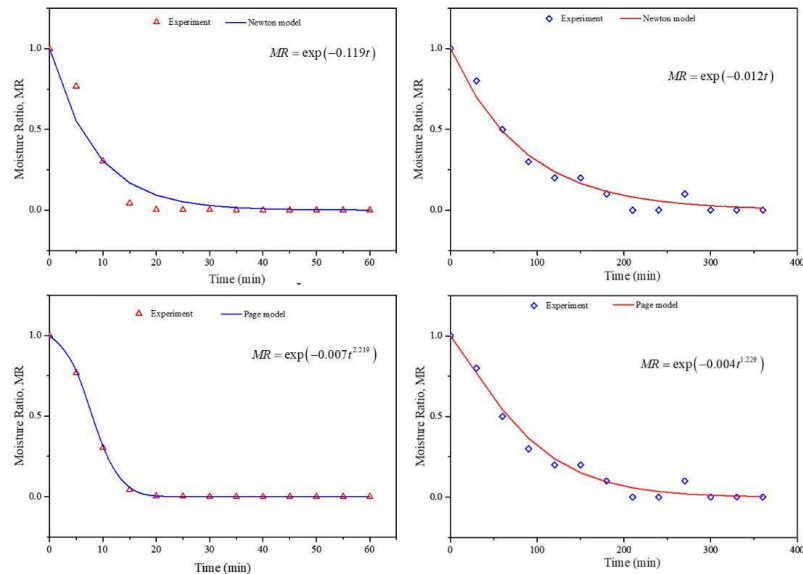 Experiment Newton model
MR = exp(−0.119t)
Moisture Ratio, MR
1.0
0.5
0.0
0 10 20 30 40 50 60
Time (min)
Experiment Newton model
MR = exp(−0.012t)
Moisture Ratio, MR
1.0
0.5
0.0
0 100 200 300 400
Time (min)
Experiment Page model
MR = exp(−0.007t^2.219)
Moisture Ratio, MR
1.0
0.5
0.0
0 10 20 30 40 50 60
Time (min)
Experiment Page model
MR = exp(−0.004t^1.229)
Moisture Ratio, MR
1.0
0.5
0.0
0 100 200 300 400
Time (min)